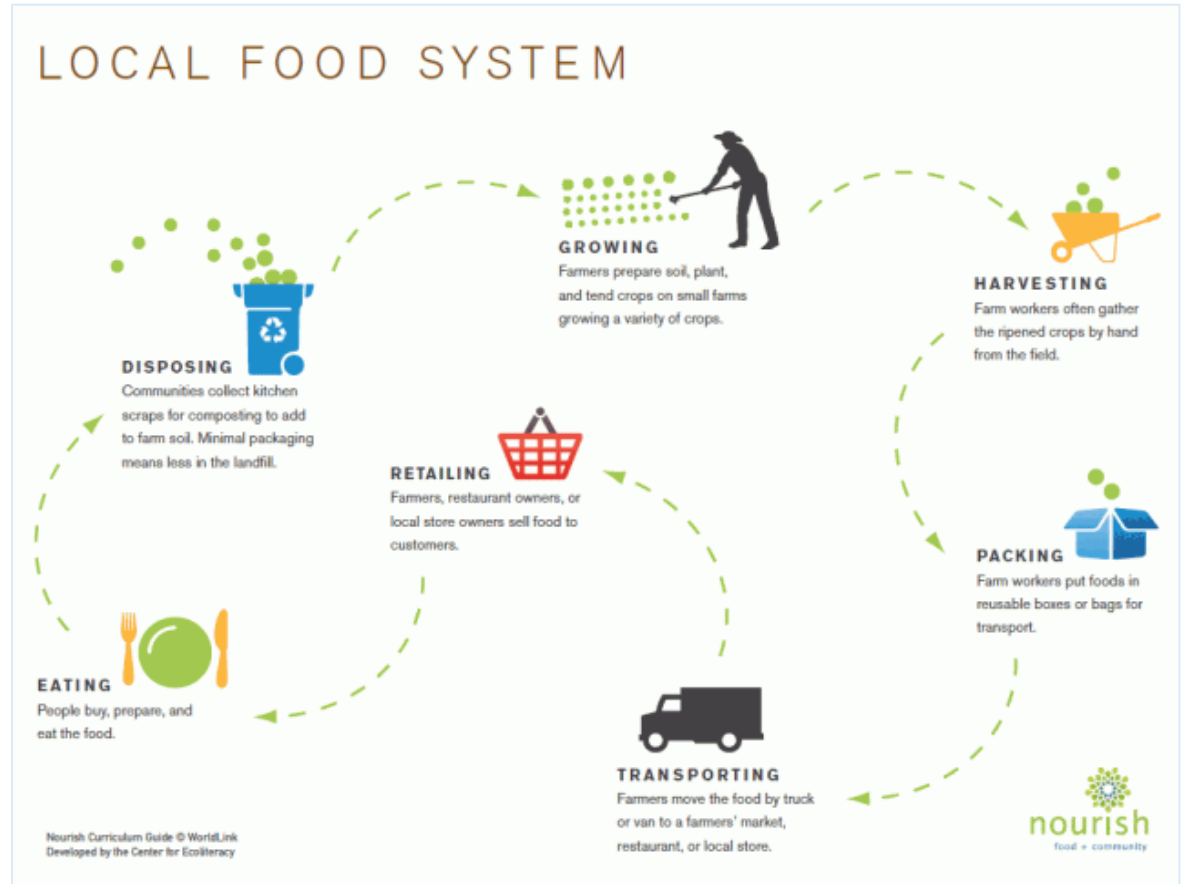 LOCAL FOOD SYSTEM
GROWING
Farmers prepare soil, plant,
and tend crops on small farms
growing a variety of crops.
HARVESTING
Farm workers often gather
the ripened crops by hand
from the field.
PACKING
Farm workers put foods in
reusable boxes or bags for
transport.
TRANSPORTING
Farmers move the food by truck
or van to a farmers' market,
restaurant, or local store.
RETAILING
Farmers, restaurant owners, or
local store owners sell food to
customers.
EATING
People buy, prepare, and
eat the food.
DISPOSING
Communities collect kitchen
scraps for composting to add
to farm soil. Minimal packaging
means less in the landfill.
Nourish Curriculum Guide © WorldLink
Developed by the Center for Ecoliteracy
nourish
food + community